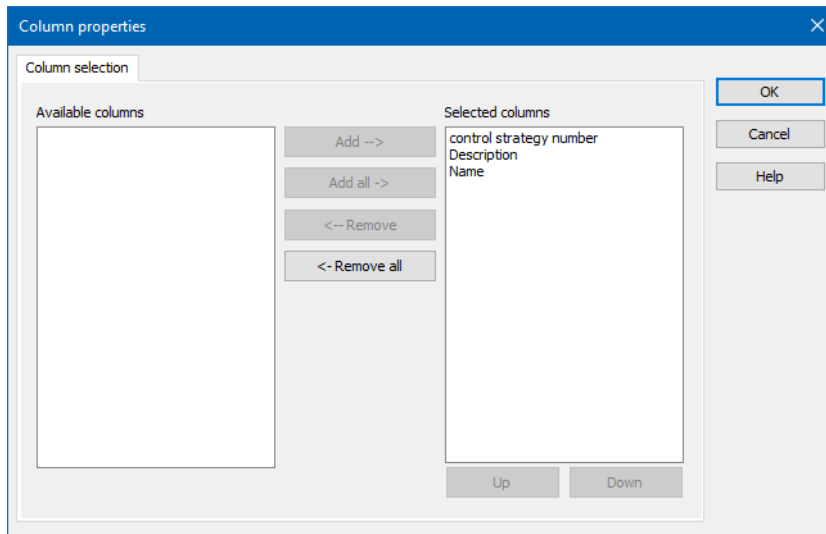 Column properties
Column selection
Available columns
Add -->
Add all ->
<-- Remove
<- Remove all
Selected columns
control strategy number
Description
Name
Up
Down
OK
Cancel
Help